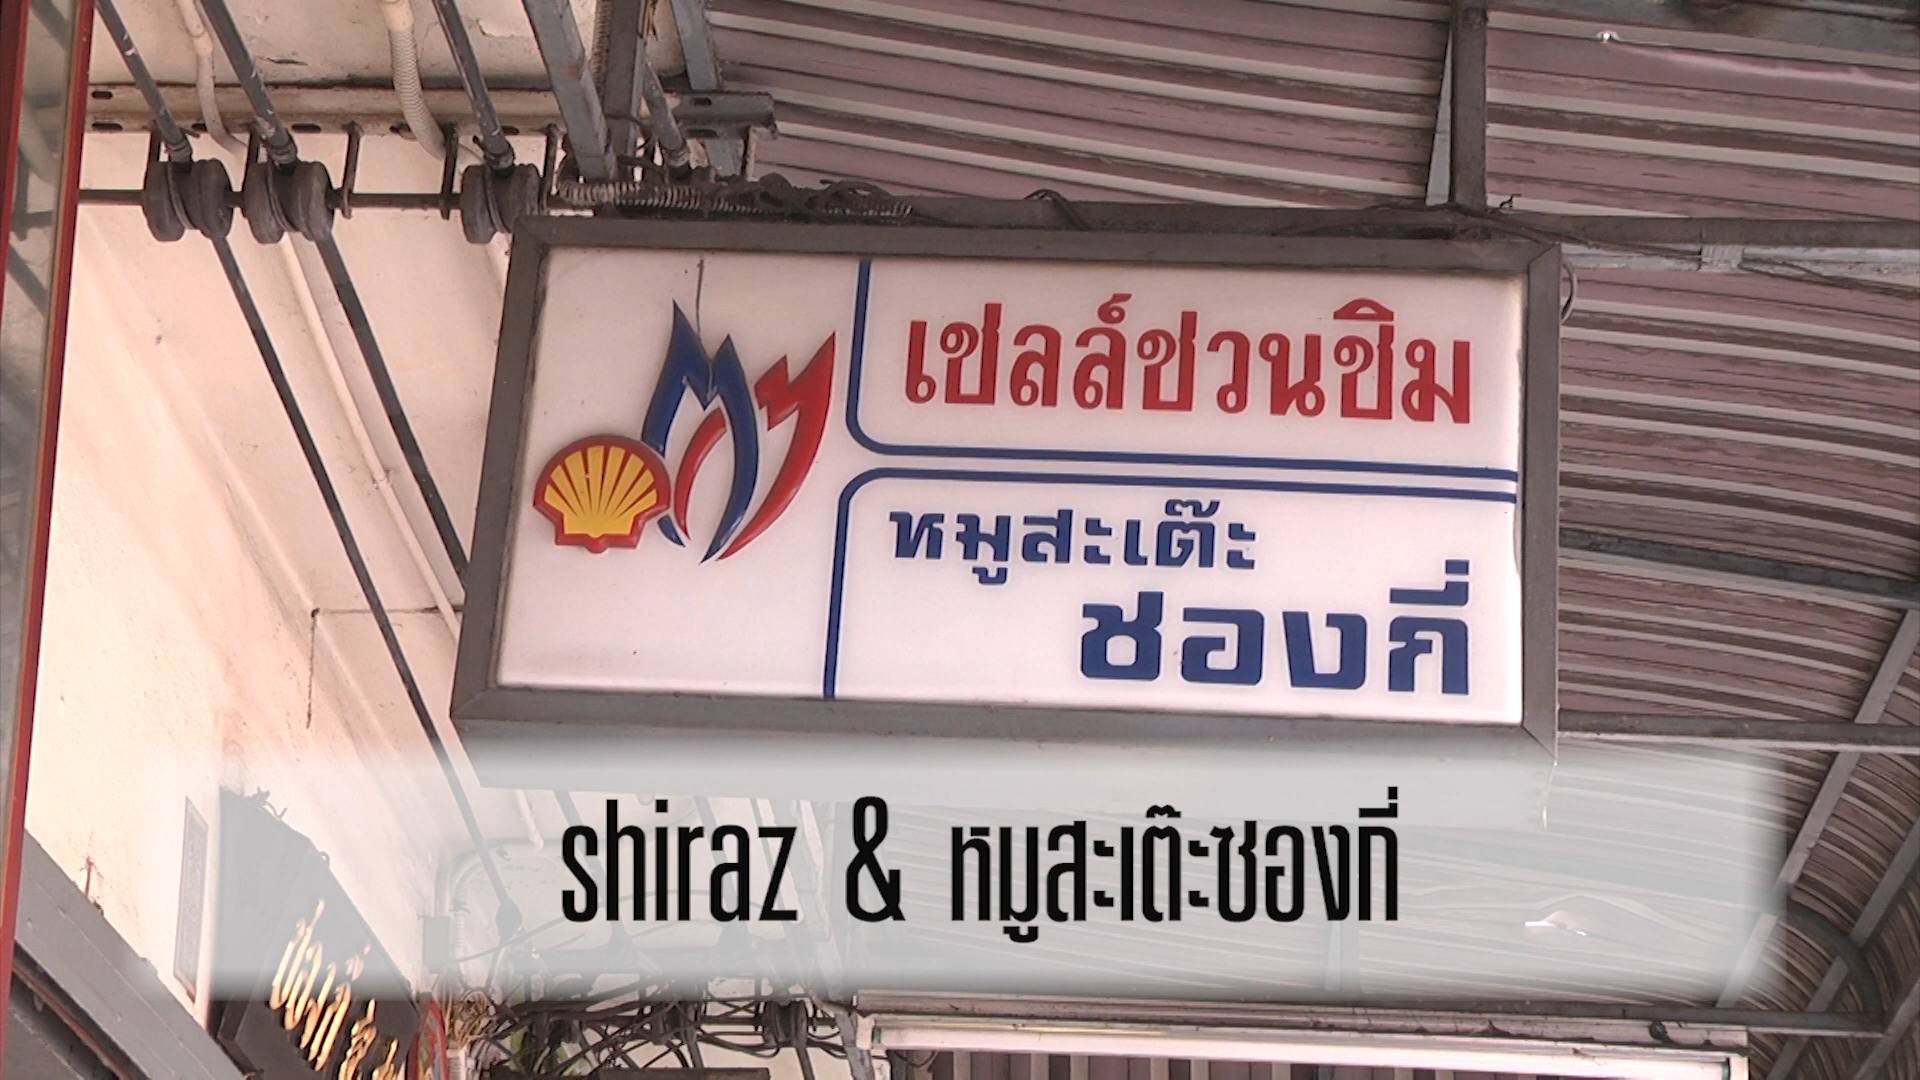 เชลล์ชวนชิม
หมูสะเต๊ะ
ซองกี่
shiraz & หมูสะเต๊ะซองกี่